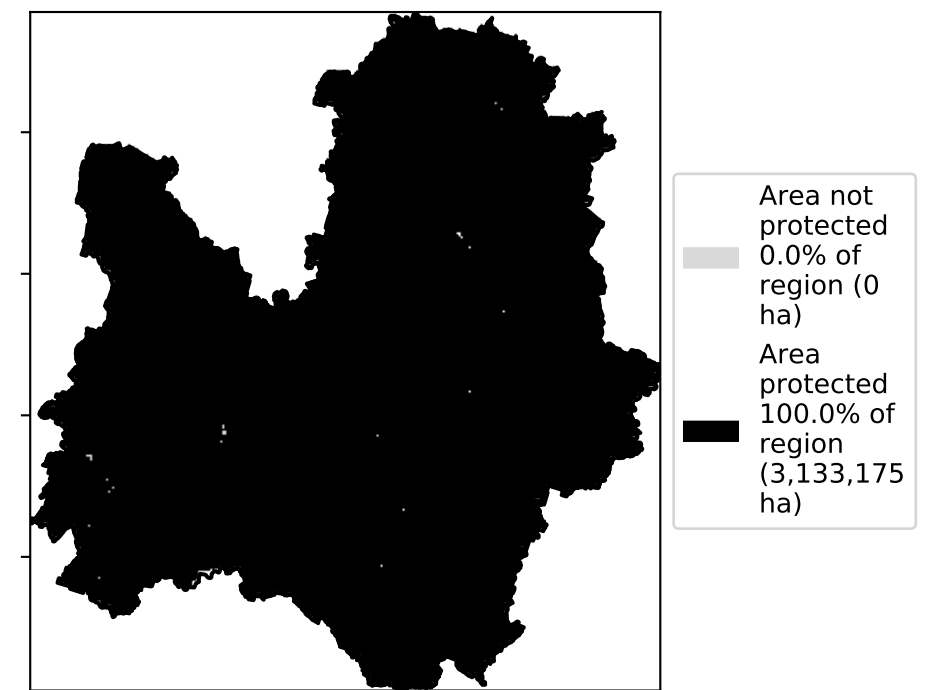 Area not
protected
0.0% of
region (0
ha)
Area
protected
100.0% of
region
(3,133,175
ha)